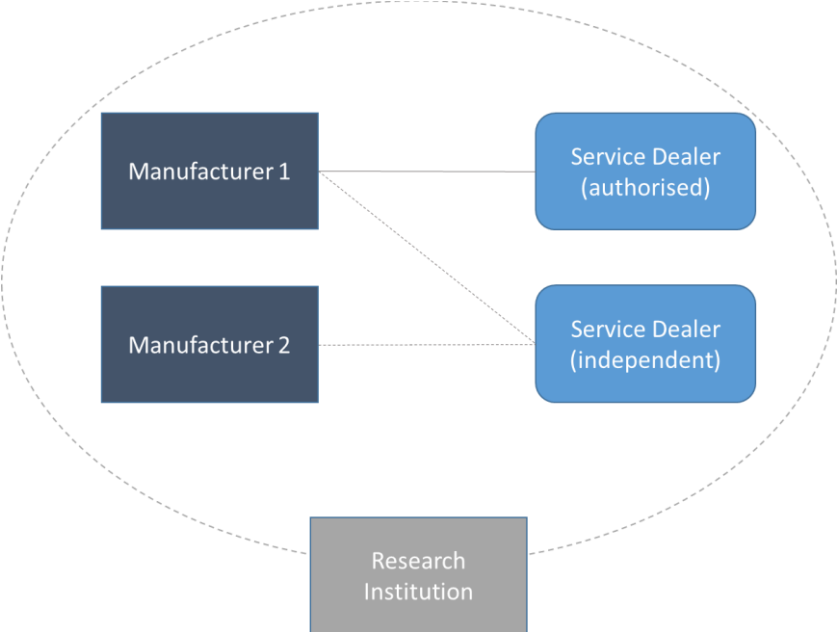 Manufacturer 1
Service Dealer
(authorised)
Manufacturer 2
Service Dealer
(independent)
Research
Institution